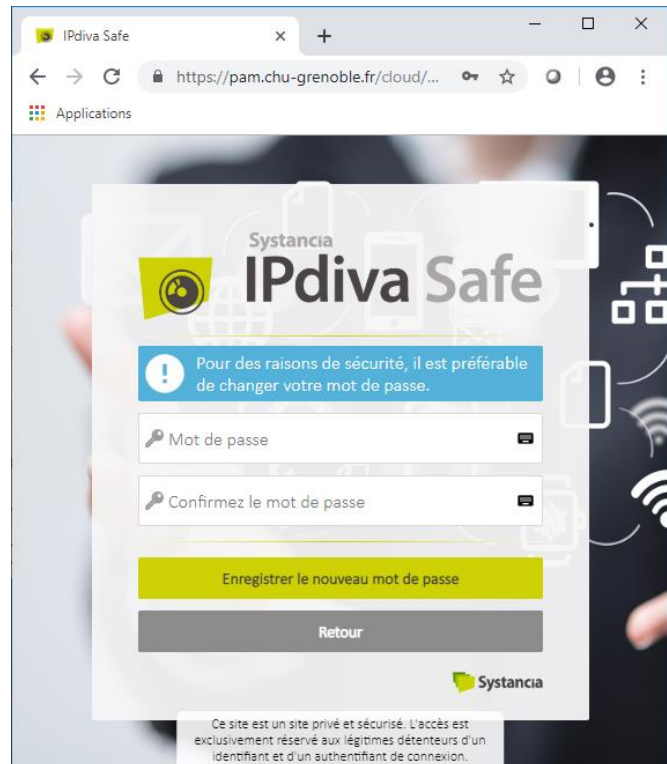 IPdiva Safe
https://pam.chu-grenoble.fr/cloud/...
Applications
Systancia
IPdiva Safe
Pour des raisons de sécurité, il est préférable
de changer votre mot de passe.
Mot de passe
Confirmez le mot de passe
Enregistrer le nouveau mot de passe
Retour
Systancia
Ce site est un site privé et sécurisé. L'accès est
exclusivement réservé aux légitimes détenteurs d'un
identifiant et d'un authentifiant de connexion.